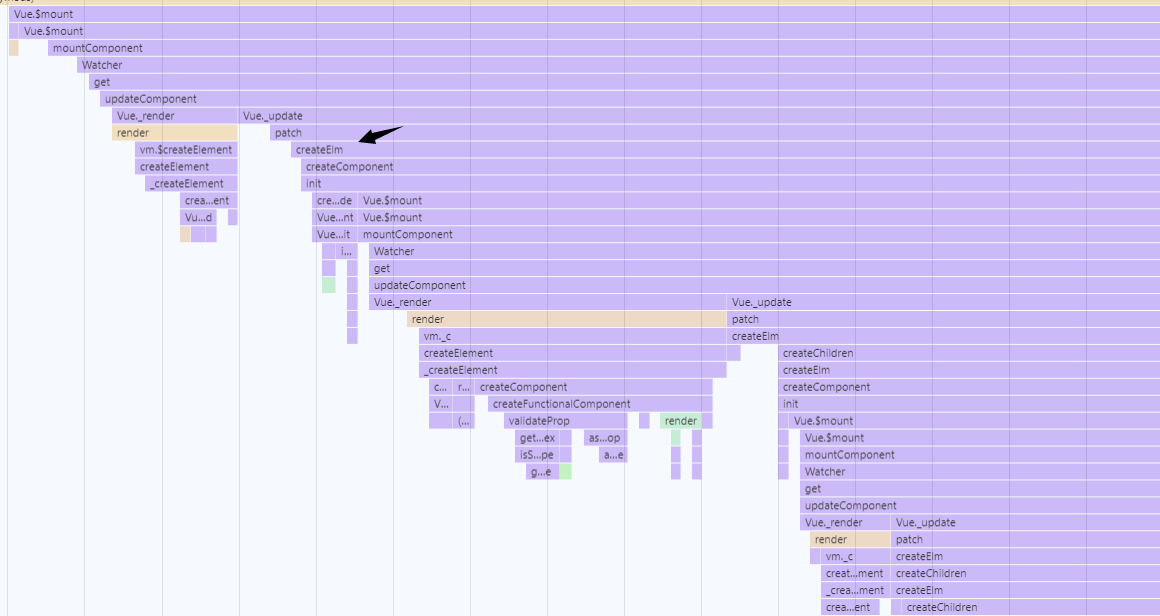 Vue.$mount
Vue.$mount
mountComponent
Watcher
get
updateComponent
Vue._render Vue._update
render patch
vm.$createElement createElm
createElement createComponent
_createElement init
crea...ent cre...de Vue.$mount
Vu...d Vue...nt Vue.$mount
Vue...it mountComponent
i... Watcher
get
updateComponent
Vue._render Vue._update
render patch
vm._c createElm
createElement createChildren
_createElement createElm
c... r... createComponent createComponent
V... createFunctionalComponent init
(... validateProp render Vue.$mount
get...ex as...op Vue.$mount
isS...pe a...e mountComponent
g...e Watcher
get
updateComponent
Vue._render Vue._update
render patch
vm._c createElm
creat...ment createChildren
_crea...ment createElm
crea...ent createChildren